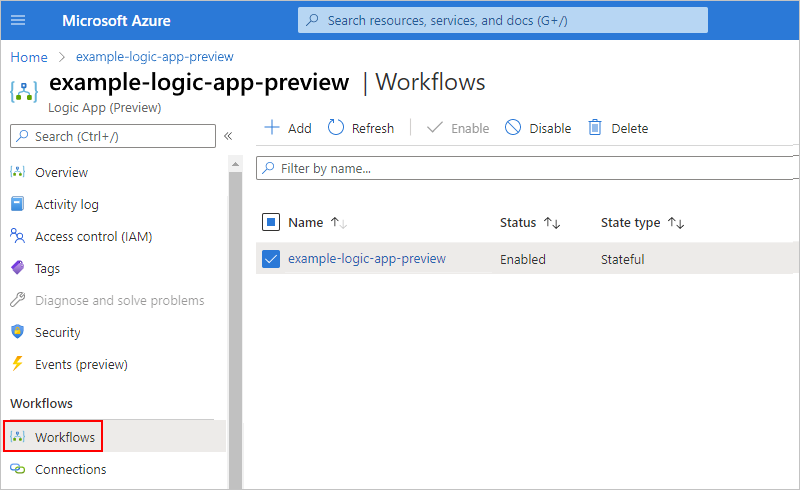 Microsoft Azure
Search resources, services, and docs (G+/)
Home > example-logic-app-preview
example-logic-app-preview | Workflows
Logic App (Preview)
Search (Ctrl+/)
«
Add Refresh Enable Disable Delete
Filter by name...
Overview
Activity log
Access control (IAM)
Tags
Diagnose and solve problems
Security
Events (preview)
Workflows
Workflows
Connections
Name ↑↓ Status ↑↓ State type ↑↓
example-logic-app-preview Enabled Stateful